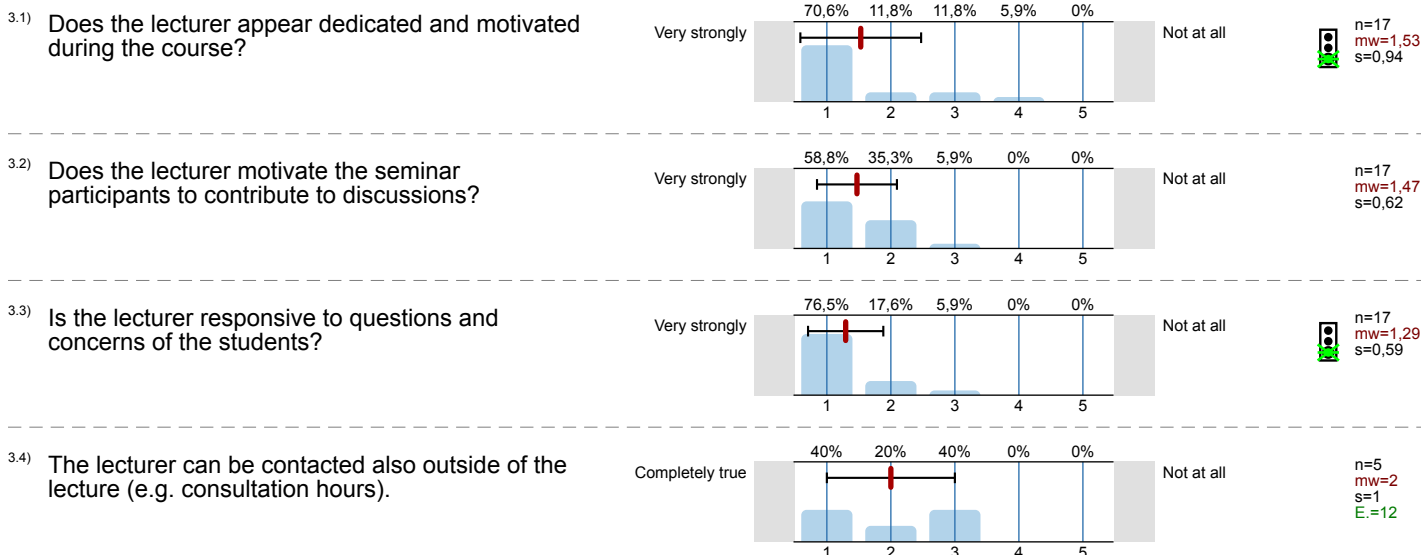 3.1) Does the lecturer appear dedicated and motivated
during the course?
Very strongly
70,6% 11,8% 11,8% 5,9% 0%
1 2 3 4 5
Not at all
n=17
mw=1,53
s=0,94
3.2) Does the lecturer motivate the seminar
participants to contribute to discussions?
Very strongly
58,8% 35,3% 5,9% 0% 0%
1 2 3 4 5
Not at all
n=17
mw=1,47
s=0,62
3.3) Is the lecturer responsive to questions and
concerns of the students?
Very strongly
76,5% 17,6% 5,9% 0% 0%
1 2 3 4 5
Not at all
n=17
mw=1,29
s=0,59
3.4) The lecturer can be contacted also outside of the
lecture (e.g. consultation hours).
Completely true
40% 20% 40% 0% 0%
1 2 3 4 5
Not at all
n=5
mw=2
s=1
E.=12